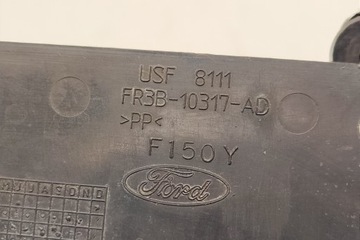 USF 8111
FR3B-10317-AD
>PP<
F150Y
Ford
J A S O N D